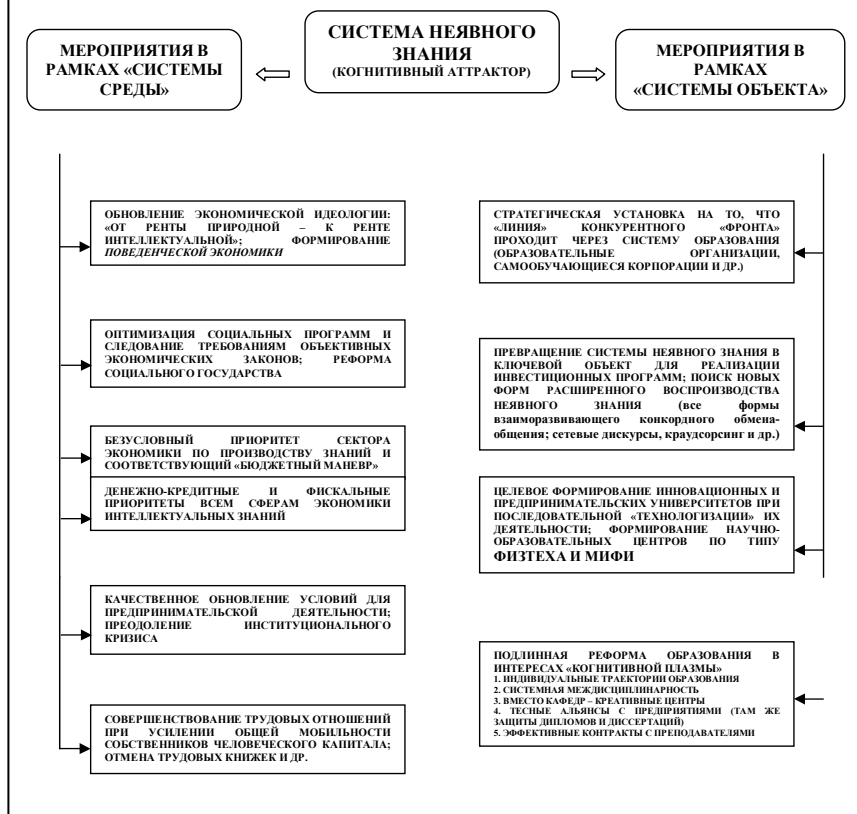 СИСТЕМА НЕЯВНОГО
ЗНАНИЯ
(КОГНИТИВНЫЙ АТТРАКТОР)
МЕРОПРИЯТИЯ В
РАМКАХ «СИСТЕМЫ
СРЕДЫ»
МЕРОПРИЯТИЯ В
РАМКАХ
«СИСТЕМЫ ОБЪЕКТА»
ОБНОВЛЕНИЕ ЭКОНОМИЧЕСКОЙ ИДЕОЛОГИИ:
«ОТ РЕНТЫ ПРИРОДНОЙ – К РЕНТЕ
ИНТЕЛЛЕКТУАЛЬНОЙ»; ФОРМИРОВАНИЕ
ПОВЕДЕНЧЕСКОЙ ЭКОНОМИКИ
ОПТИМИЗАЦИЯ СОЦИАЛЬНЫХ ПРОГРАММ И
СЛЕДОВАНИЕ ТРЕБОВАНИЯМ ОБЪЕКТИВНЫХ
ЭКОНОМИЧЕСКИХ ЗАКОНОВ; РЕФОРМА
СОЦИАЛЬНОГО ГОСУДАРСТВА
БЕЗУСЛОВНЫЙ ПРИОРИТЕТ СЕКТОРА
ЭКОНОМИКИ ПО ПРОИЗВОДСТВУ ЗНАНИЙ И
СООТВЕТСТВУЮЩИЙ «БЮДЖЕТНЫЙ МАНЕВР»
ДЕНЕЖНО-КРЕДИТНЫЕ И ФИСКАЛЬНЫЕ
ПРИОРИТЕТЫ ВСЕМ СФЕРАМ ЭКОНОМИКИ
ИНТЕЛЛЕКТУАЛЬНЫХ ЗНАНИЙ
КАЧЕСТВЕННОЕ ОБНОВЛЕНИЕ УСЛОВИЙ ДЛЯ
ПРЕДПРИНИМАТЕЛЬСКОЙ ДЕЯТЕЛЬНОСТИ;
ПРЕОДОЛЕНИЕ ИНСТИТУЦИОНАЛЬНОГО
КРИЗИСА
СОВЕРШЕНСТВОВАНИЕ ТРУДОВЫХ ОТНОШЕНИЙ
ПРИ УСИЛЕНИИ ОБЩЕЙ МОБИЛЬНОСТИ
СОБСТВЕННИКОВ ЧЕЛОВЕЧЕСКОГО КАПИТАЛА;
ОТМЕНА ТРУДОВЫХ КНИЖЕК И ДР.
СТРАТЕГИЧЕСКАЯ УСТАНОВКА НА ТО, ЧТО
«ЛИНИЯ» КОНКУРЕНТНОГО «ФРОНТА»
ПРОХОДИТ ЧЕРЕЗ СИСТЕМУ ОБРАЗОВАНИЯ
(ОБРАЗОВАТЕЛЬНЫЕ ОРГАНИЗАЦИИ,
САМООБУЧАЮЩИЕСЯ КОРПОРАЦИИ И ДР.)
ПРЕВРАЩЕНИЕ СИСТЕМЫ НЕЯВНОГО ЗНАНИЯ В
КЛЮЧЕВОЙ ОБЪЕКТ ДЛЯ РЕАЛИЗАЦИИ
ИНВЕСТИЦИОННЫХ ПРОГРАММ; ПОИСК НОВЫХ
ФОРМ РАСШИРЕННОГО ВОСПРОИЗВОДСТВА
НЕЯВНОГО ЗНАНИЯ (все формы
взаиморазвивающего конкордного обмена-
общения; сетевые дискурсы, краудсорсинг и др.)
ЦЕЛЕВОЕ ФОРМИРОВАНИЕ ИННОВАЦИОННЫХ И
ПРЕДПРИНИМАТЕЛЬСКИХ УНИВЕРСИТЕТОВ ПРИ
ПОСЛЕДОВАТЕЛЬНОЙ «ТЕХНОЛОГИЗАЦИИ» ИХ
ДЕЯТЕЛЬНОСТИ; ФОРМИРОВАНИЕ НАУЧНО-
ОБРАЗОВАТЕЛЬНЫХ ЦЕНТРОВ ПО ТИПУ
ФИЗТЕХА И МИФИ
ПОДЛИННАЯ РЕФОРМА ОБРАЗОВАНИЯ В
ИНТЕРЕСАХ «КОГНИТИВНОЙ ПЛАЗМЫ»
1. ИНДИВИДУАЛЬНЫЕ ТРАЕКТОРИИ ОБРАЗОВАНИЯ
2. СИСТЕМНАЯ МЕЖДИСЦИПЛИНАРНОСТЬ
3. ВМЕСТО КАФЕДР – КРЕАТИВНЫЕ ЦЕНТРЫ
4. ТЕСНЫЕ АЛЬЯНСЫ С ПРЕДПРИЯТИЯМИ (ТАМ ЖЕ
ЗАЩИТЫ ДИПЛОМОВ И ДИССЕРТАЦИЙ)
5. ЭФФЕКТИВНЫЕ КОНТРАКТЫ С ПРЕПОДАВАТЕЛЯМИ